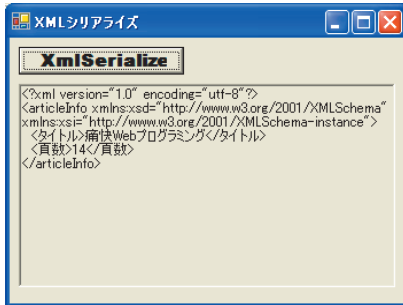 XMLシリアライズ
XmlSerialize
<?xml version="1.0" encoding="utf-8"?>
<articleInfo xmlns:xsd="http://www.w3.org/2001/XMLSchema"
xmlns:xsi="http://www.w3.org/2001/XMLSchema-instance">
  <タイトル>痛快Webプログラミング</タイトル>
  <頁数>14</頁数>
</articleInfo>